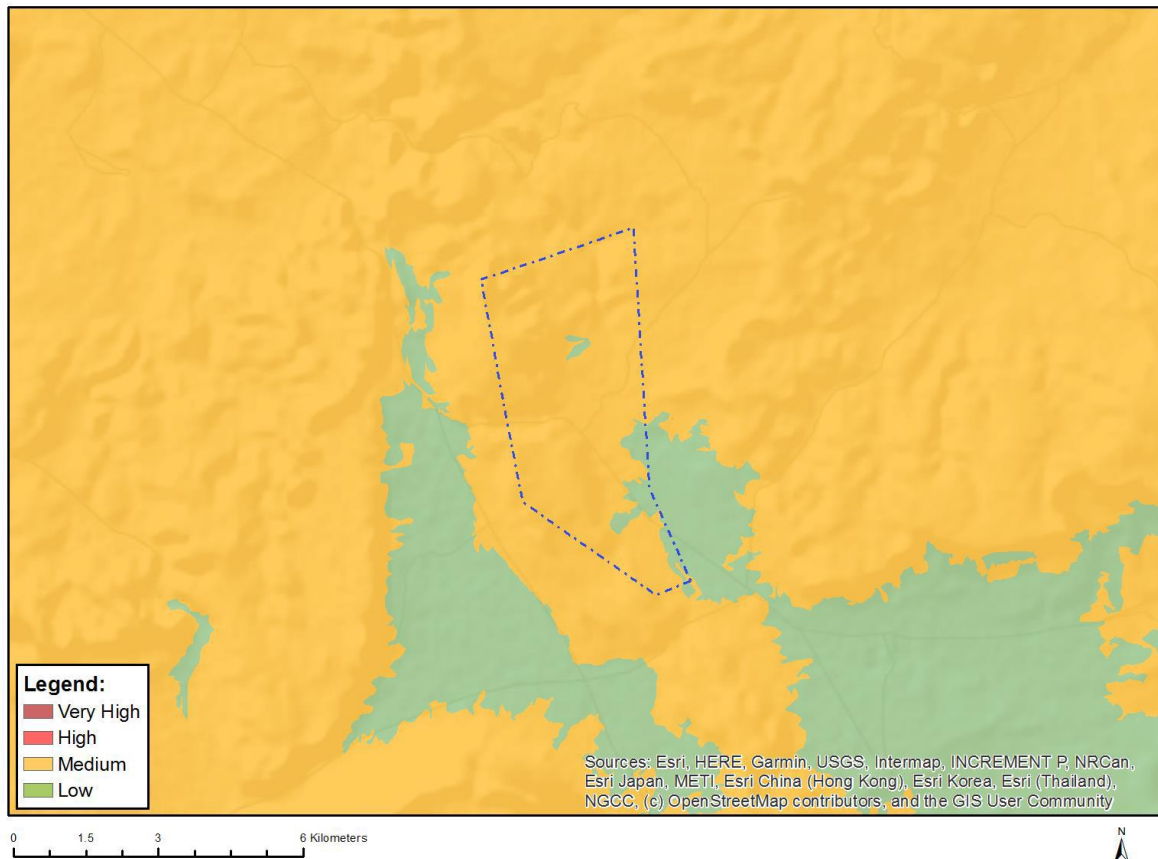 Legend:
Very High
High
Medium
Low
Sources: Esri, HERE, Garmin, USGS, Intermap, INCREMENT P, NRCan,
Esri Japan, METI, Esri China (Hong Kong), Esri Korea, Esri (Thailand),
NGCC, (c) OpenStreetMap contributors, and the GIS User Community
0 1.5 3 6 Kilometers
N